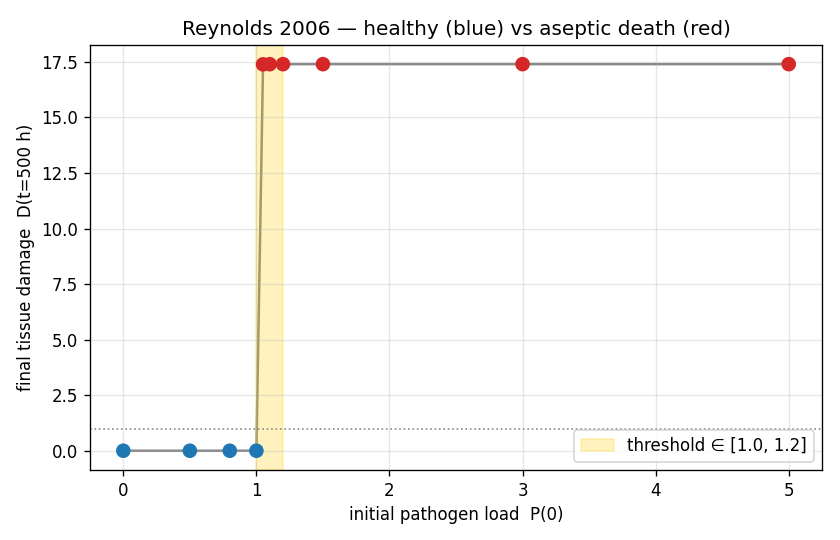 Reynolds 2006 — healthy (blue) vs aseptic death (red)
final tissue damage  D(t=500 h)
17.5
15.0
12.5
10.0
7.5
5.0
2.5
0.0
threshold ∈ [1.0, 1.2]
0 1 2 3 4 5
initial pathogen load  P(0)